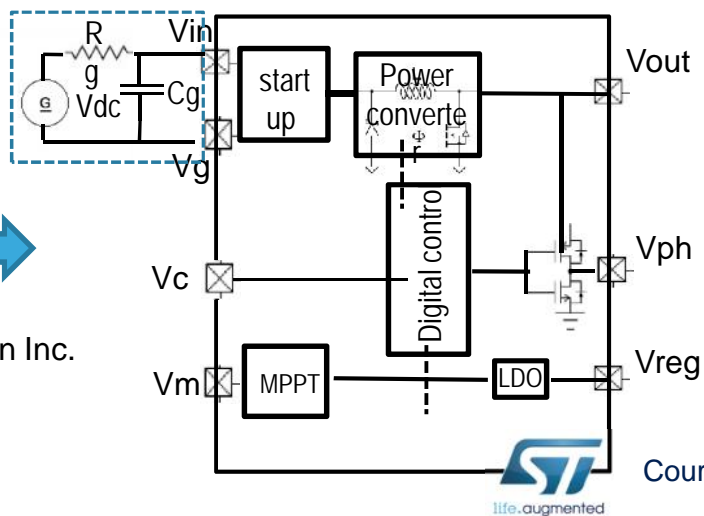 R
g
Vin
G
Vdc
Cg
Vg
start
up
Power
converte
Φ
r
Vout
Vc
Digital contro
Vph
n Inc.
Vm
MPPT
LDO
Vreg
ST
life.augmented
Cour